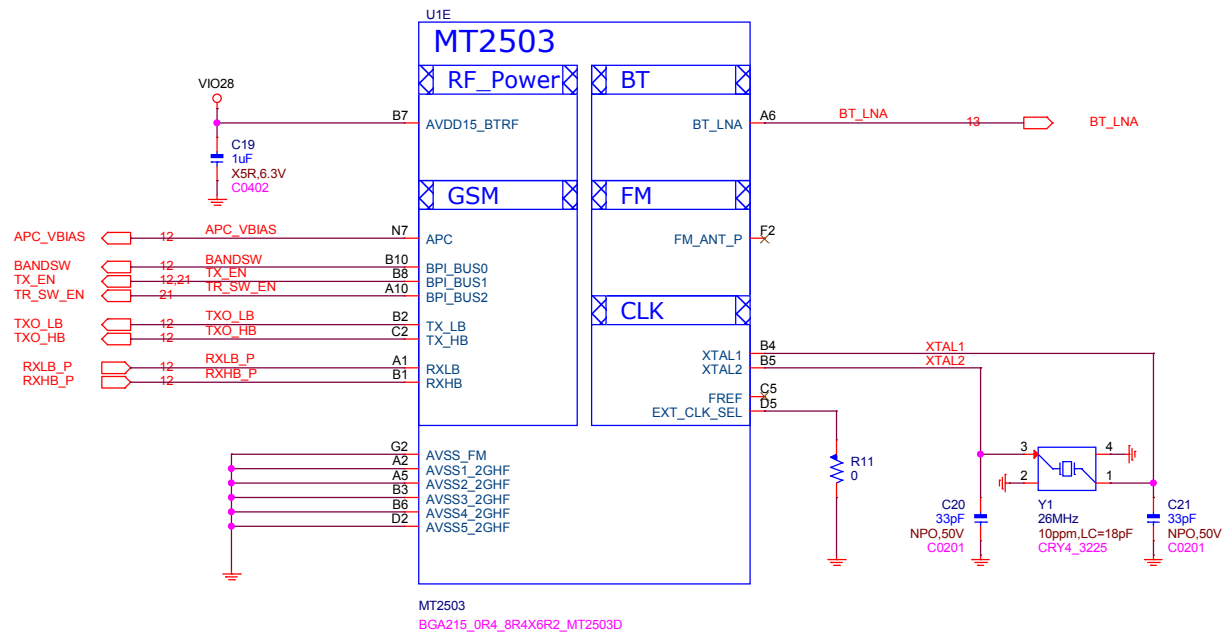 U1E
MT2503
RF_Power
BT
VIO28
B7
AVDD15_BTRF
C19
1uF
X5R,6.3V
C0402
BT_LNA
A6
BT_LNA
13
BT_LNA
GSM
FM
APC_VBIAS
12
APC_VBIAS
N7
APC
FM_ANT_P
F2
BANDSW
12
BANDSW
B10
BPI_BUS0
TX_EN
12,21
TX_EN
B8
BPI_BUS1
TR_SW_EN
21
TR_SW_EN
A10
BPI_BUS2
CLK
TXO_LB
12
TXO_LB
B2
TX_LB
TXO_HB
12
TXO_HB
C2
TX_HB
RXLB_P
12
RXLB_P
A1
RXLB
RXHB_P
12
RXHB_P
B1
RXHB
XTAL1
B4
XTAL1
XTAL2
B5
XTAL2
FREF
C5
EXT_CLK_SEL
D5
G2
AVSS_FM
A2
AVSS1_2GHF
A5
AVSS2_2GHF
B3
AVSS3_2GHF
B6
AVSS4_2GHF
D2
AVSS5_2GHF
R11
0
3
4
2
1
C20
33pF
NPO,50V
C0201
Y1
26MHz
10ppm,LC=18pF
CRY4_3225
C21
33pF
NPO,50V
C0201
MT2503
BGA215_0R4_8R4X6R2_MT2503D